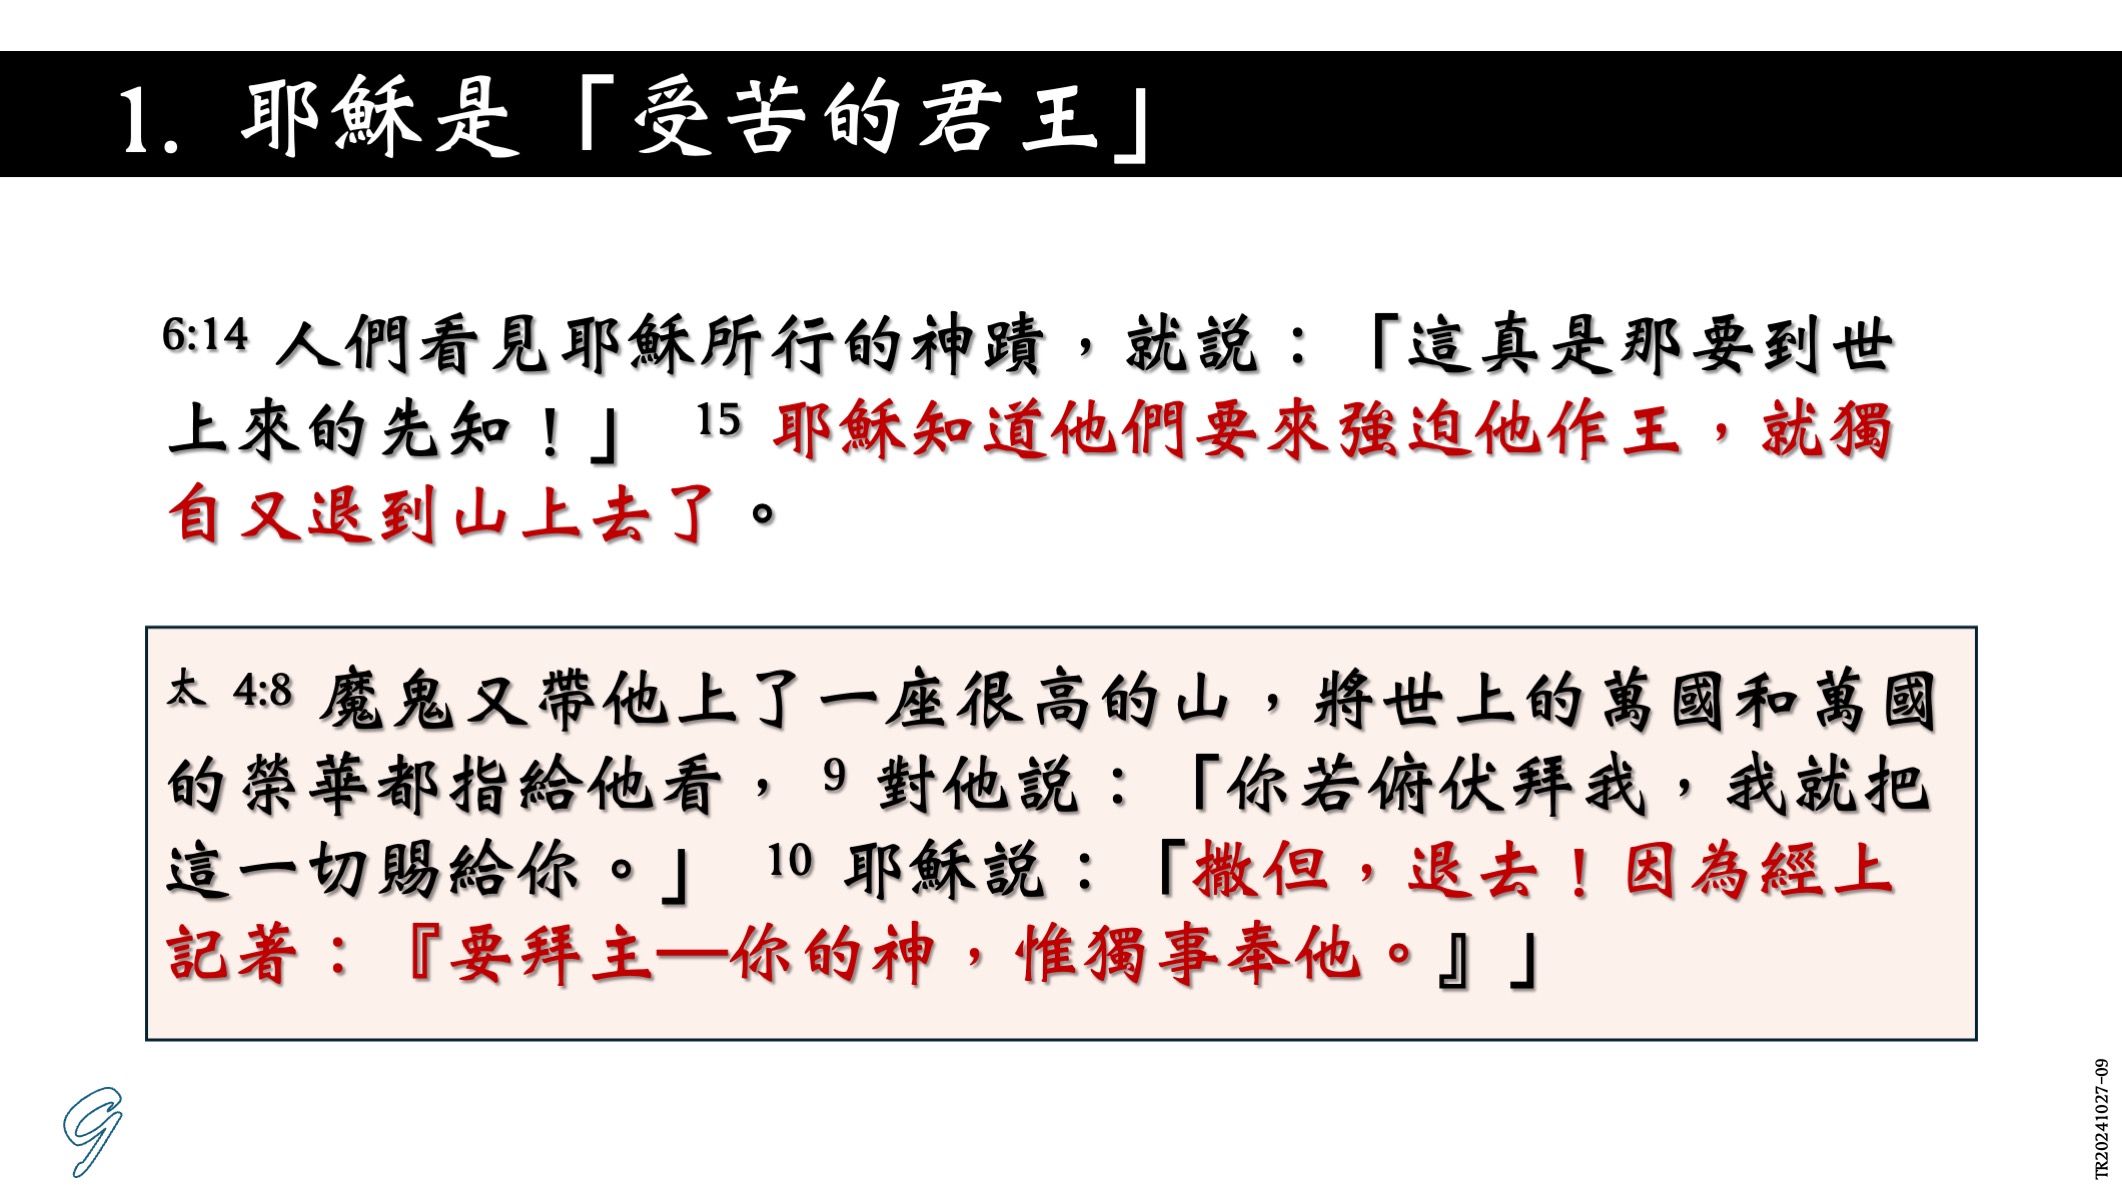 1. 耶穌是「受苦的君王」
6:14 人們看見耶穌所行的神蹟，就説：「這真是那要到世
上來的先知！」 15 耶穌知道他們要來強迫他作王，就獨
自又退到山上去了。
太 4:8 魔鬼又帶他上了一座很高的山，將世上的萬國和萬國
的榮華都指給他看， 9 對他説：「你若俯伏拜我，我就把
這一切賜給你。」 10 耶穌説：「撒但，退去！因為經上
記著：『要拜主—你的神，惟獨事奉他。』」
G
TR20241027-09